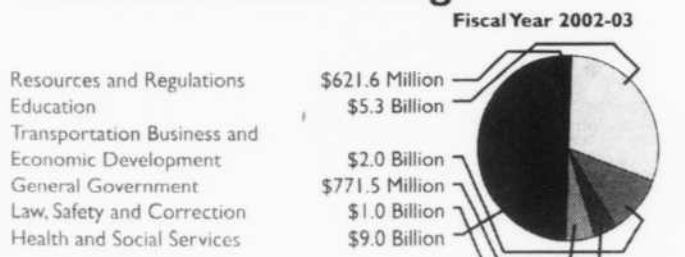 Fiscal Year 2002-03
Resources and Regulations $621.6 Million
Education $5.3 Billion
Transportation Business and
Economic Development $2.0 Billion
General Government $771.5 Million
Law, Safety and Correction $1.0 Billion
Health and Social Services $9.0 Billion